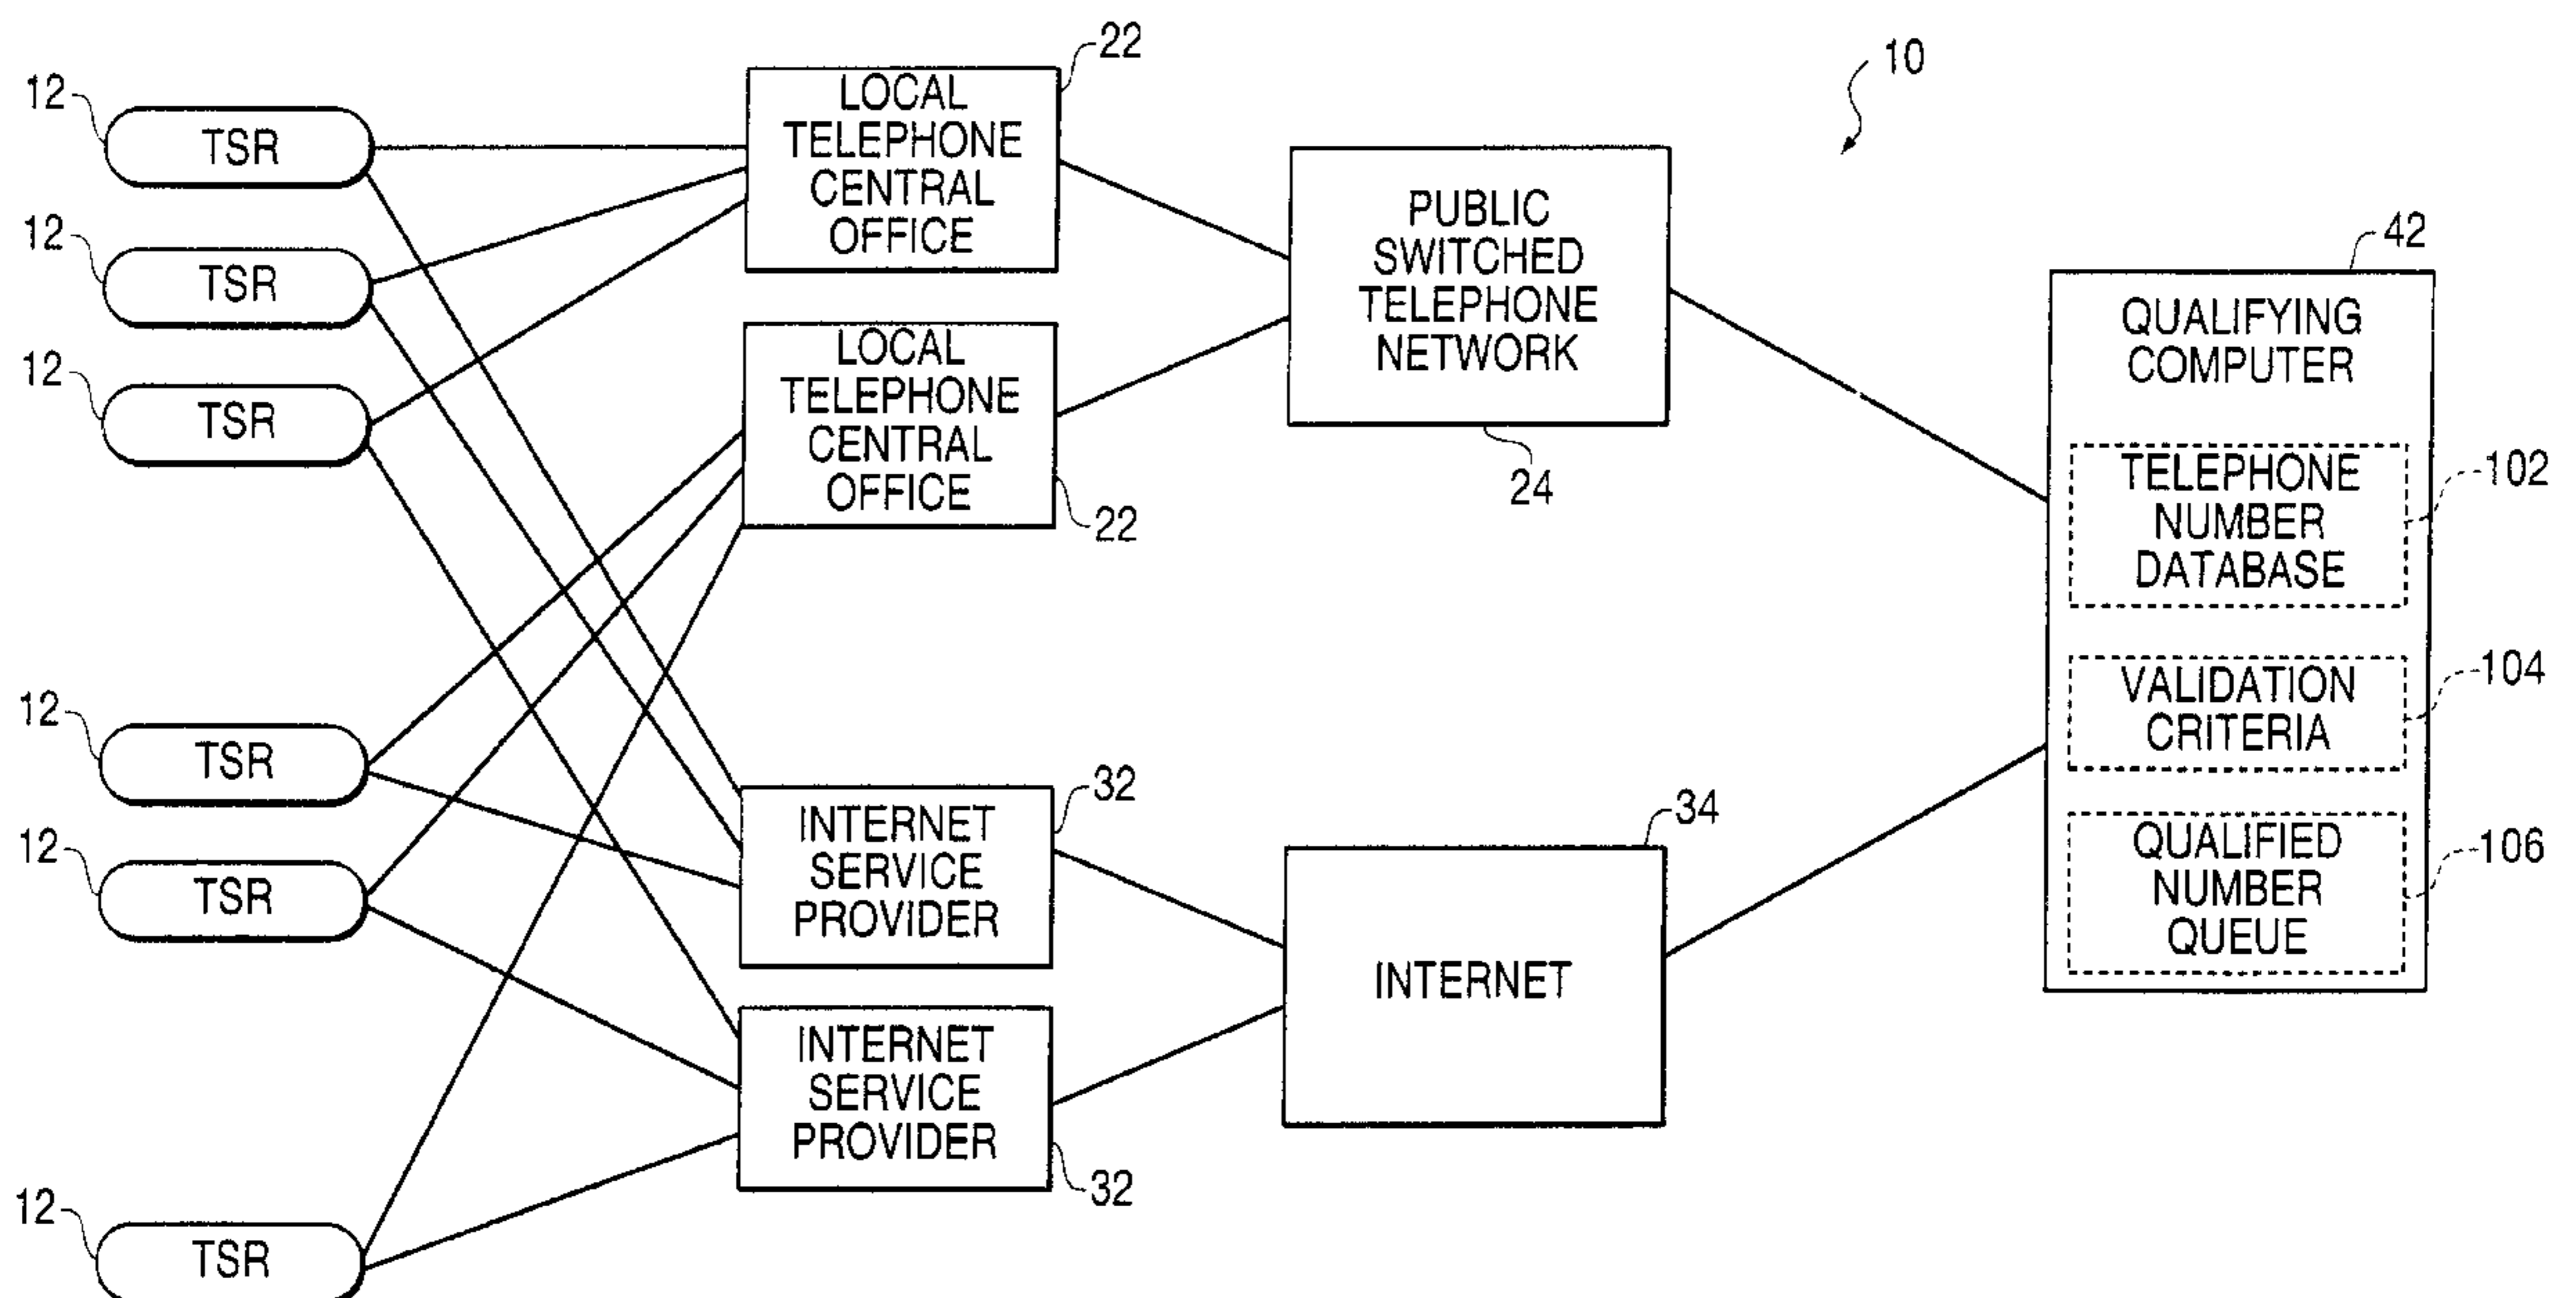 12
TSR
12
TSR
12
TSR
12
TSR
12
TSR
12
TSR
22
LOCAL
TELEPHONE
CENTRAL
OFFICE
LOCAL
TELEPHONE
CENTRAL
OFFICE
22
32
INTERNET
SERVICE
PROVIDER
INTERNET
SERVICE
PROVIDER
32
PUBLIC
SWITCHED
TELEPHONE
NETWORK
24
34
INTERNET
10
42
QUALIFYING
COMPUTER
TELEPHONE
NUMBER
DATABASE
102
VALIDATION
CRITERIA
104
QUALIFIED
NUMBER
QUEUE
106